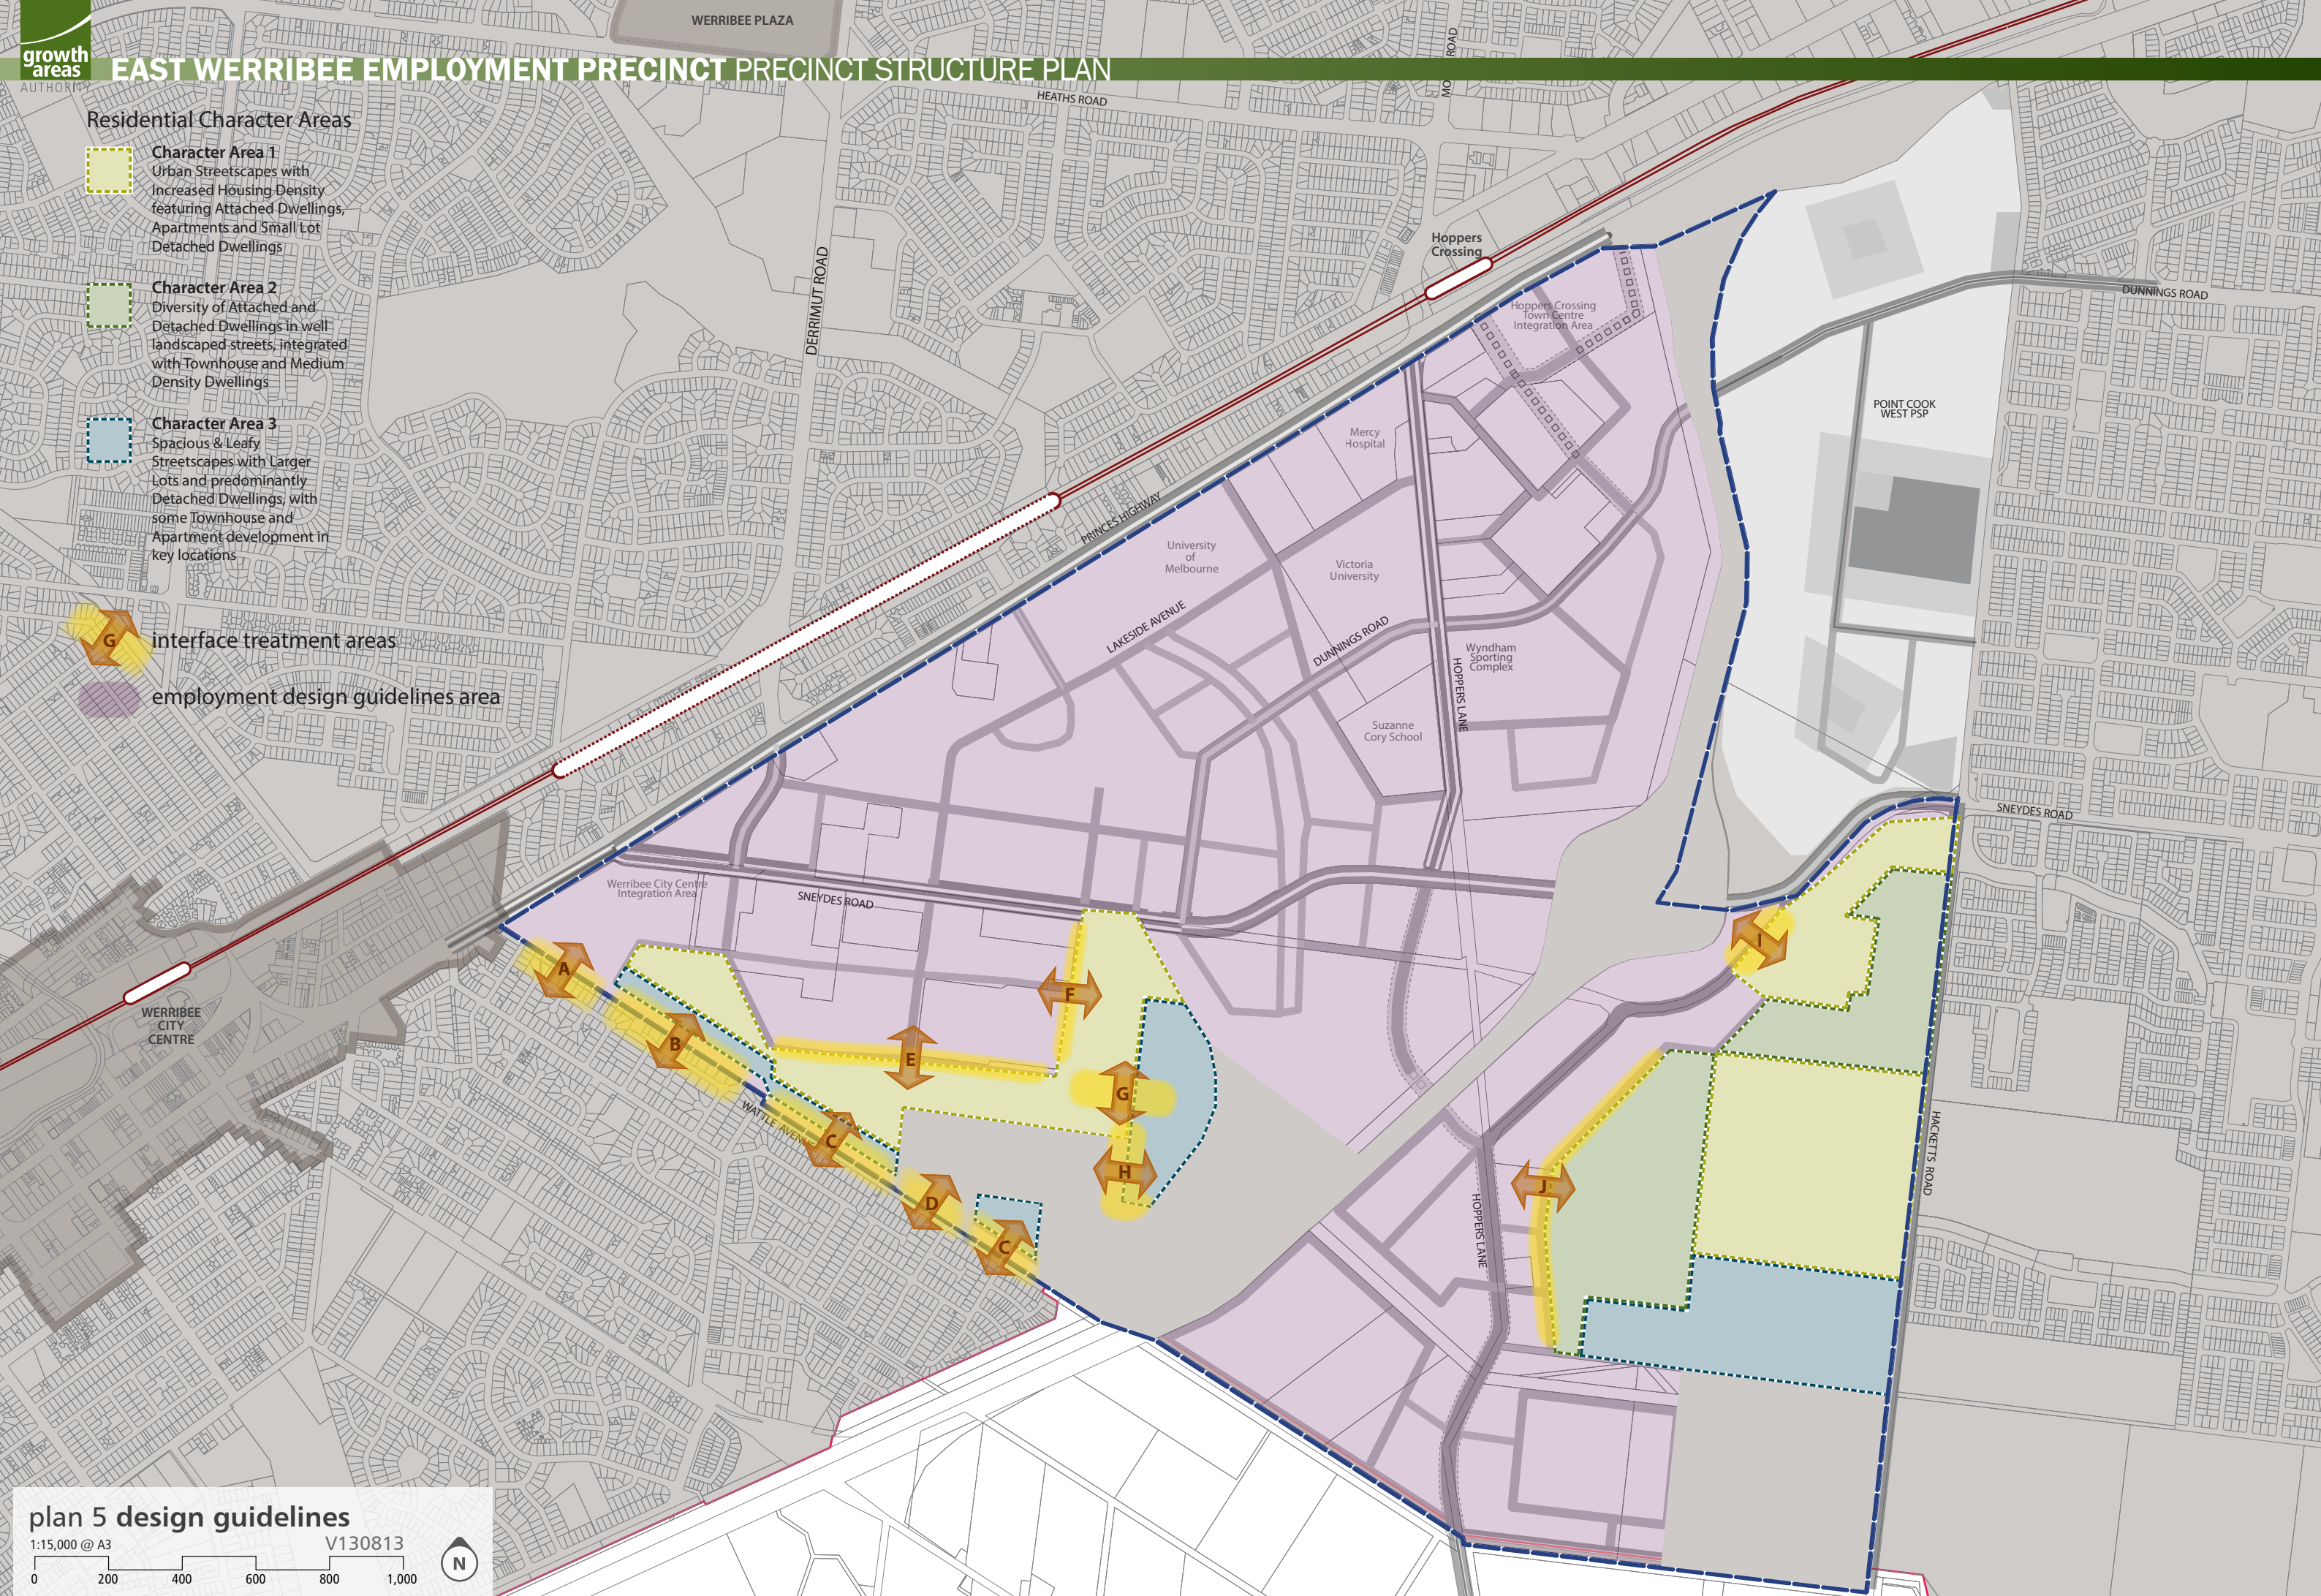 WERRIBEE PLAZA
growth
areas
AUTHORITY
EAST WERRIBEE EMPLOYMENT PRECINCT PRECINCT STRUCTURE PLAN
HEATHS ROAD
ROAD
Residential Character Areas
Character Area 1
Urban Streetscapes with
Increased Housing Density
featuring Attached Dwellings,
Apartments and Small Lot
Detached Dwellings
Character Area 2
Diversity of Attached and
Detached Dwellings in well
landscaped streets, integrated
with Townhouse and Medium
Density Dwellings
Character Area 3
Spacious & Leafy
Streetscapes with Larger
Lots and predominantly
Detached Dwellings, with
some Townhouse and
Apartment development in
key locations
G
interface treatment areas
employment design guidelines area
DERRIMUT ROAD
Hoppers
Crossing
Hoppers Crossing
Town Centre
Integration Area
DUNNINGS ROAD
POINT COOK
WEST PSP
Mercy
Hospital
PRINCES HIGHWAY
University
of
Melbourne
Victoria
University
LAKESIDE AVENUE
DUNNINGS ROAD
HOPPERS LANE
Wyndham
Sporting
Complex
Suzanne
Cory School
SNEYDES ROAD
Werribee City Centre
Integration Area
SNEYDES ROAD
A
B
C
D
C
E
F
G
H
I
J
WERRIBEE
CITY
CENTRE
WATTLE AVENUE
HACKETTS ROAD
HOPPERS LANE
plan 5 design guidelines
1:15,000 @ A3
V130813
0 200 400 600 800 1,000
N